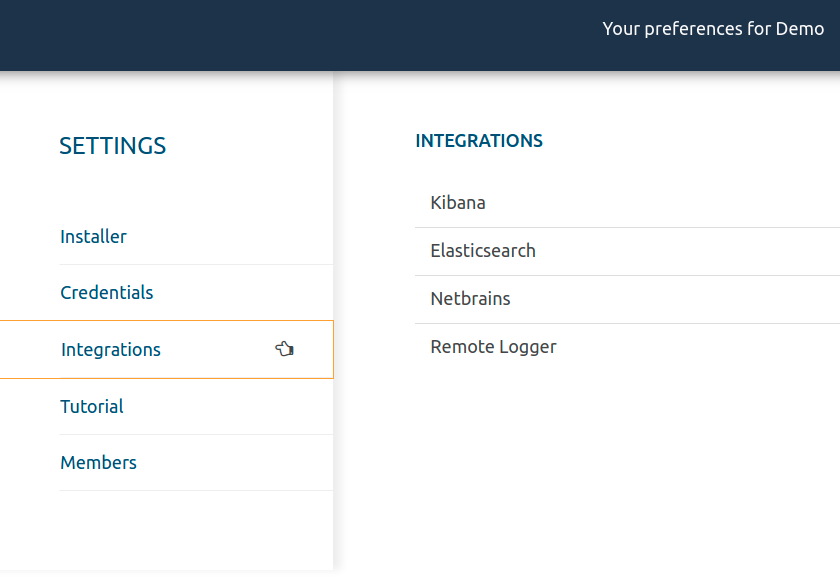 Your preferences for Demo
SETTINGS
Installer
Credentials
Integrations
Tutorial
Members
INTEGRATIONS
Kibana
Elasticsearch
Netbrains
Remote Logger